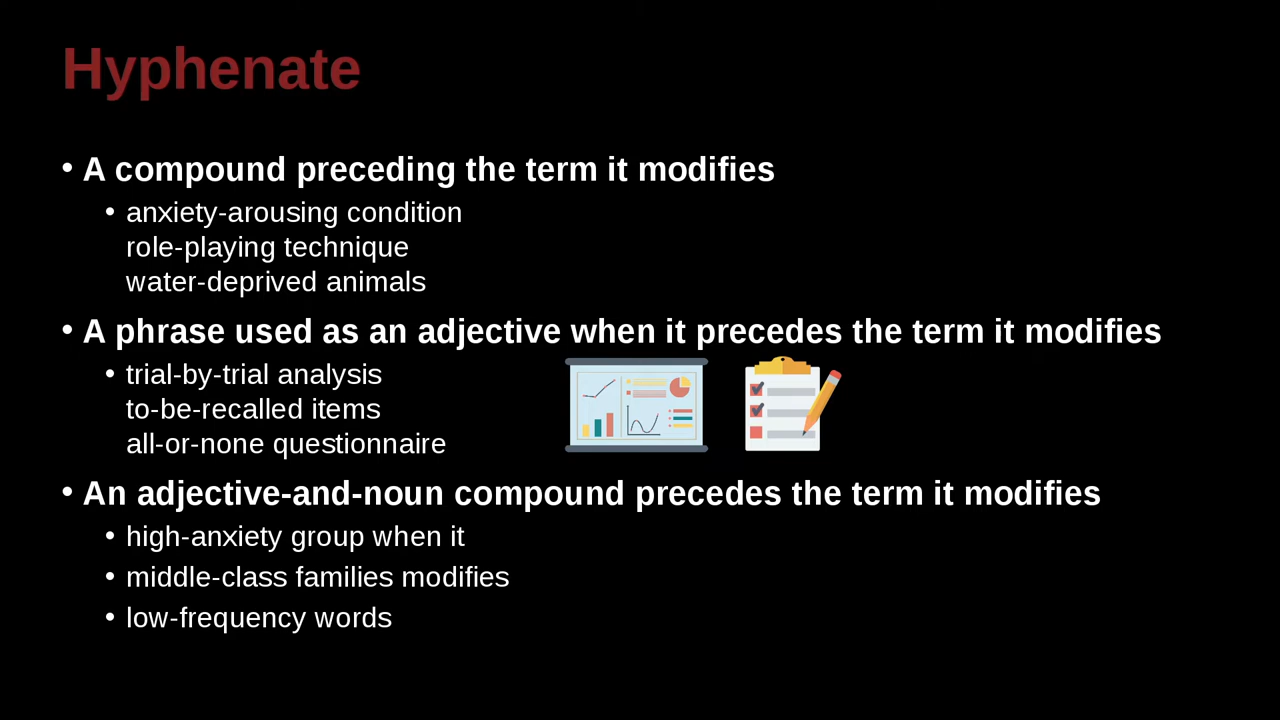 Hyphenate
• A compound preceding the term it modifies
• anxiety-arousing condition
role-playing technique
water-deprived animals
• A phrase used as an adjective when it precedes the term it modifies
• trial-by-trial analysis
to-be-recalled items
all-or-none questionnaire
• An adjective-and-noun compound precedes the term it modifies
• high-anxiety group when it
• middle-class families modifies
• low-frequency words